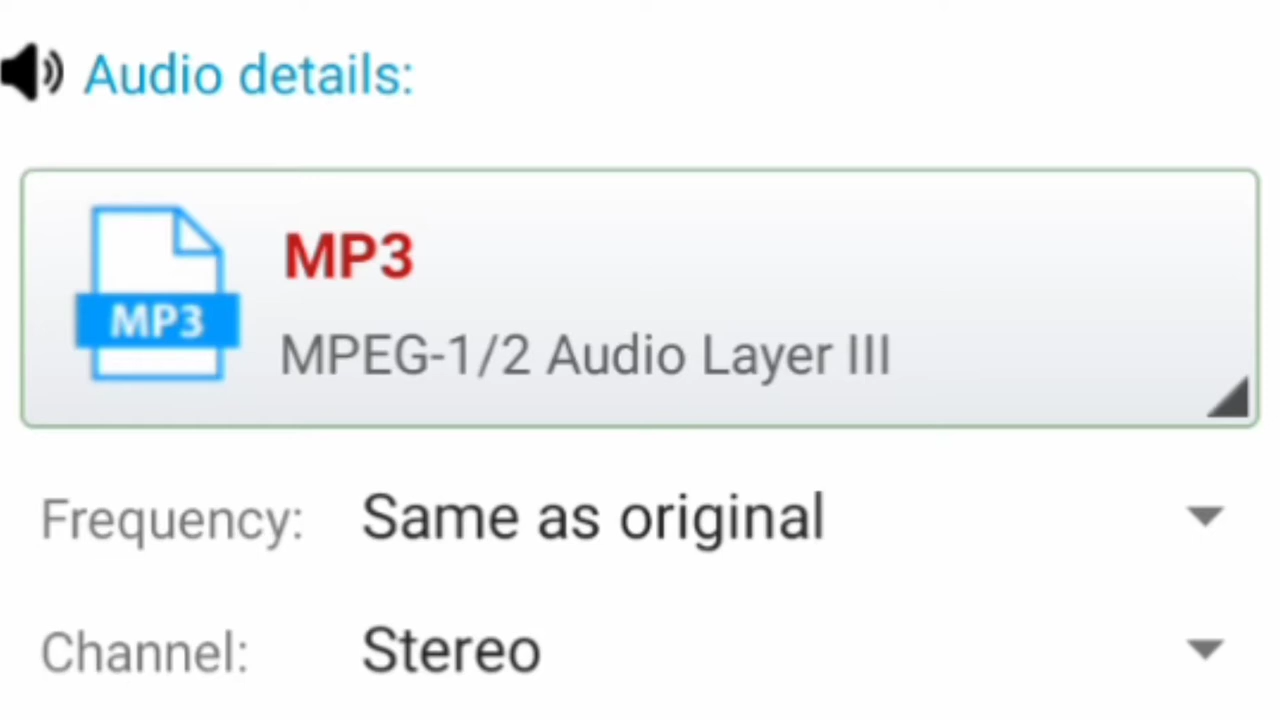 Audio details:
MP3
MP3
MPEG-1/2 Audio Layer III
Frequency: Same as original
Channel: Stereo